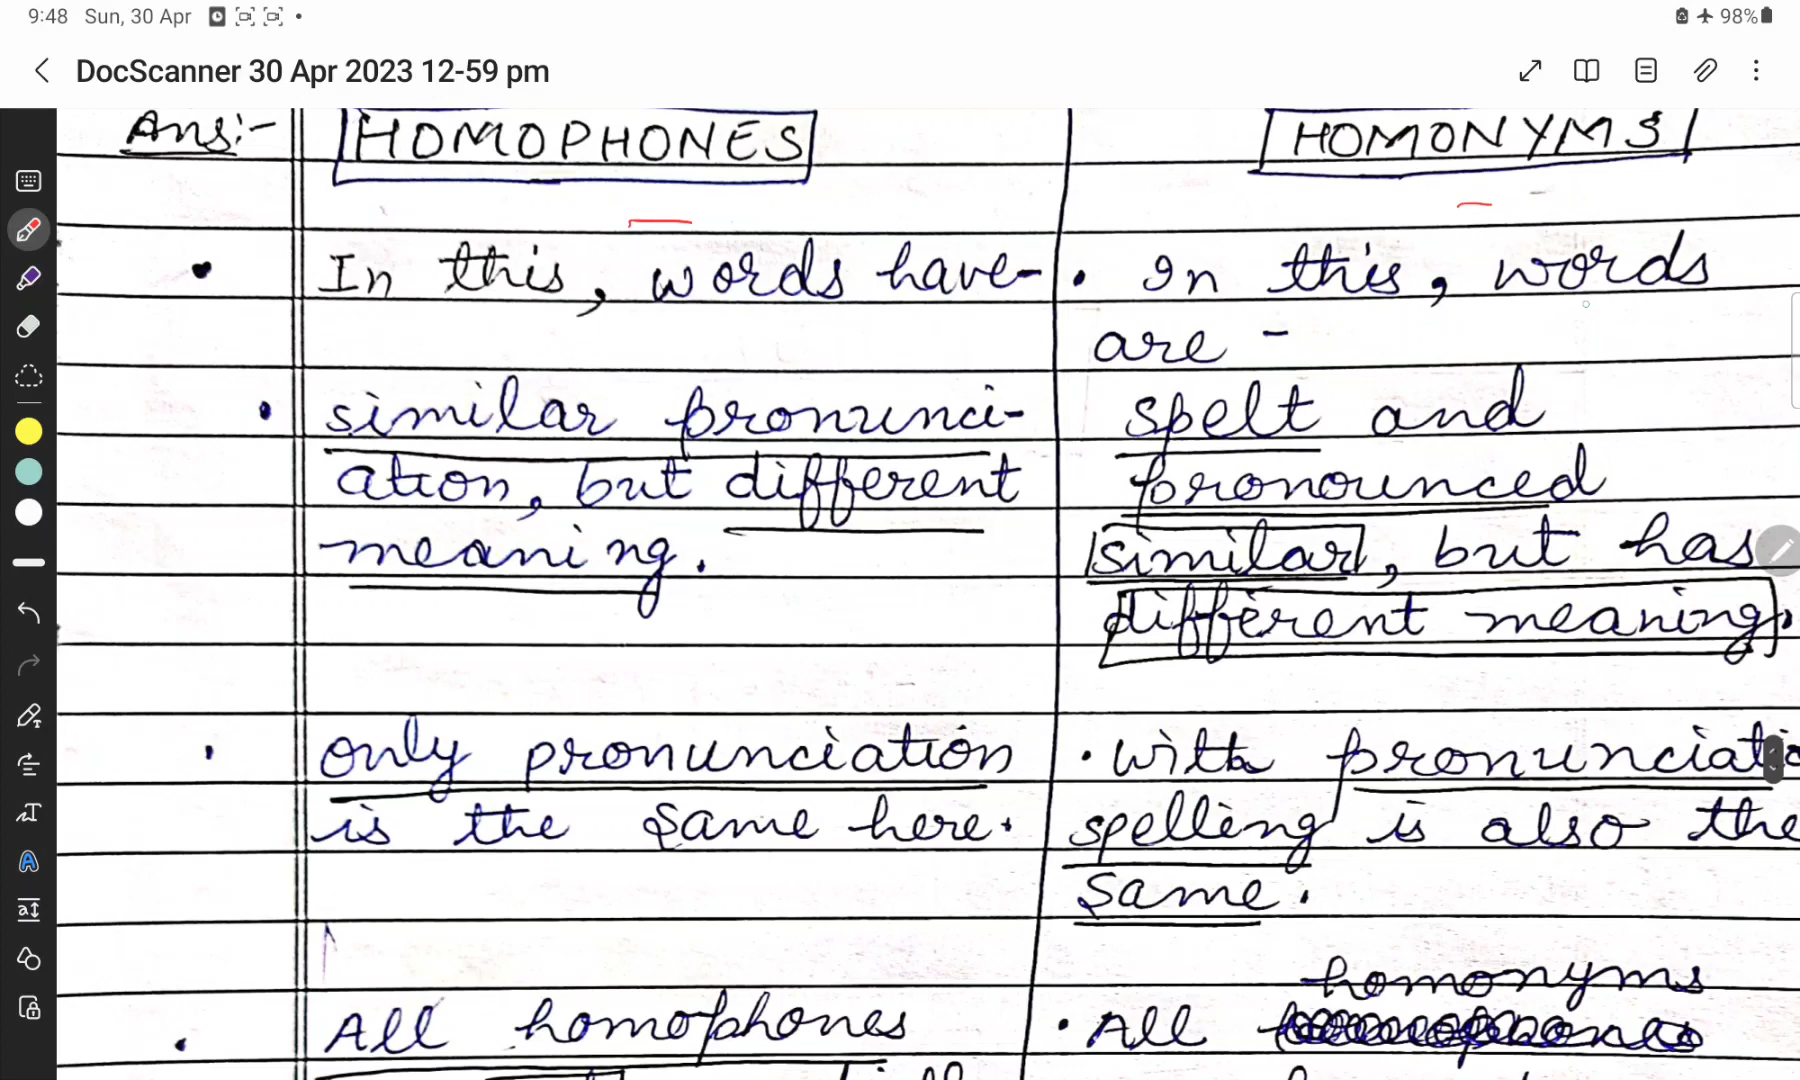 9:48 Sun, 30 Apr
98%
DocScanner 30 Apr 2023 12-59 pm
Ans:-
HOMOPHONES
In this, words have-
similar pronunci-
ation, but different
meaning.
only pronunciation
is the same here.
All homophones
HOMONYMS
In this, words
are -
spelt and
pronounced
similar, but has
different meaning.
with pronunciati
spelling is also the
same.
homonyms
All